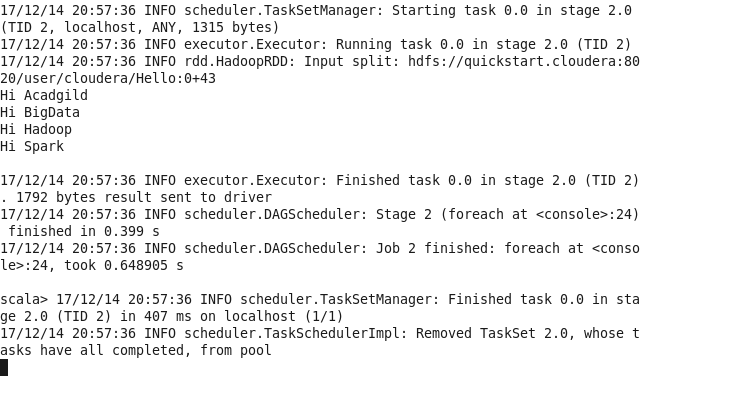 17/12/14 20:57:36 INFO scheduler.TaskSetManager: Starting task 0.0 in stage 2.0
(TID 2, localhost, ANY, 1315 bytes)
17/12/14 20:57:36 INFO executor.Executor: Running task 0.0 in stage 2.0 (TID 2)
17/12/14 20:57:36 INFO rdd.HadoopRDD: Input split: hdfs://quickstart.cloudera:80
20/user/cloudera/Hello:0+43
Hi Acadgild
Hi BigData
Hi Hadoop
Hi Spark

17/12/14 20:57:36 INFO executor.Executor: Finished task 0.0 in stage 2.0 (TID 2)
. 1792 bytes result sent to driver
17/12/14 20:57:36 INFO scheduler.DAGScheduler: Stage 2 (foreach at <console>:24)
 finished in 0.399 s
17/12/14 20:57:36 INFO scheduler.DAGScheduler: Job 2 finished: foreach at <conso
le>:24, took 0.648905 s

scala> 17/12/14 20:57:36 INFO scheduler.TaskSetManager: Finished task 0.0 in sta
ge 2.0 (TID 2) in 407 ms on localhost (1/1)
17/12/14 20:57:36 INFO scheduler.TaskSchedulerImpl: Removed TaskSet 2.0, whose t
asks have all completed, from pool